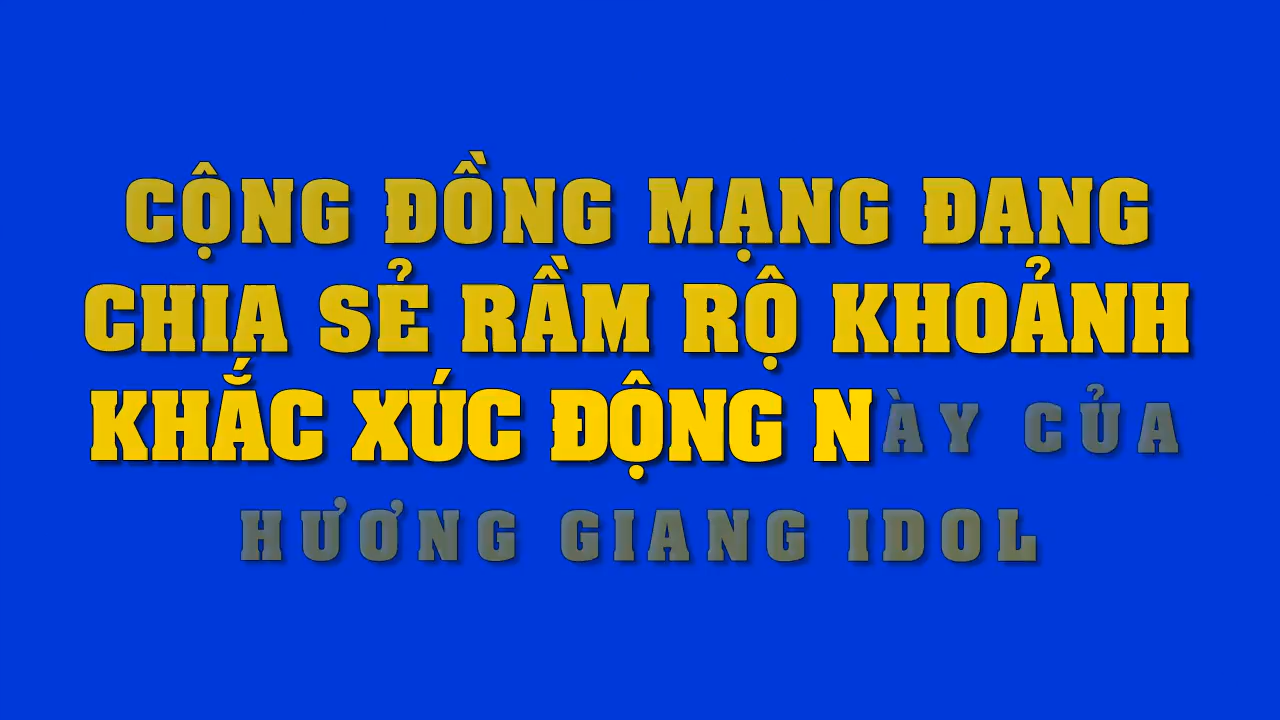 CỘNG ĐỒNG MẠNG ĐANG
CHIA SẺ RẦM RỘ KHOẢNH
KHẮC XÚC ĐỘNG NÀY CỦA
HƯƠNG GIANG IDOL